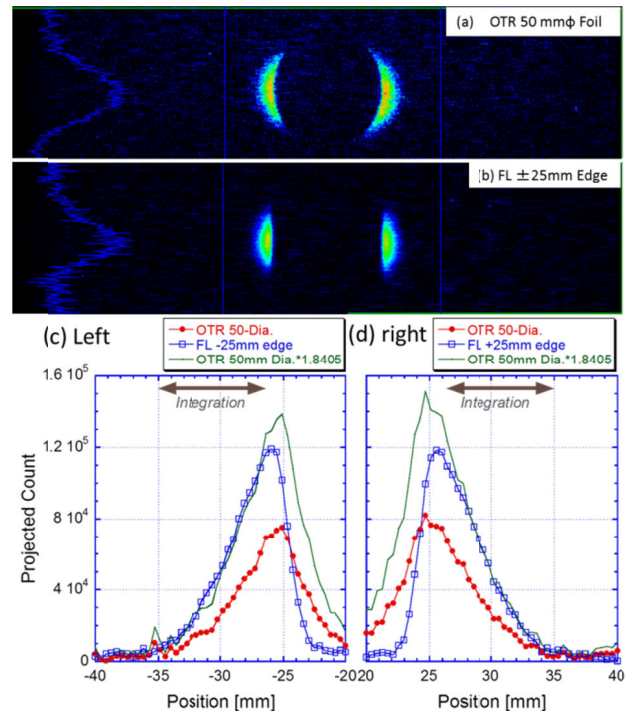 (a) OTR 50 mmϕ Foil
(b) FL ±25mm Edge
(c) Left
OTR 50-Dia.
FL -25mm edge
OTR 50mm Dia.*1.8405
(d) right
OTR 50-Dia.
FL +25mm edge
OTR 50mm Dia.*1.8405
Projected Count
1.6 10⁵
1.2 10⁵
8 10⁴
4 10⁴
0
Integration
-40 -35 -30 -25 -20
Position [mm]
Integration
20 25 30 35 40
Position [mm]